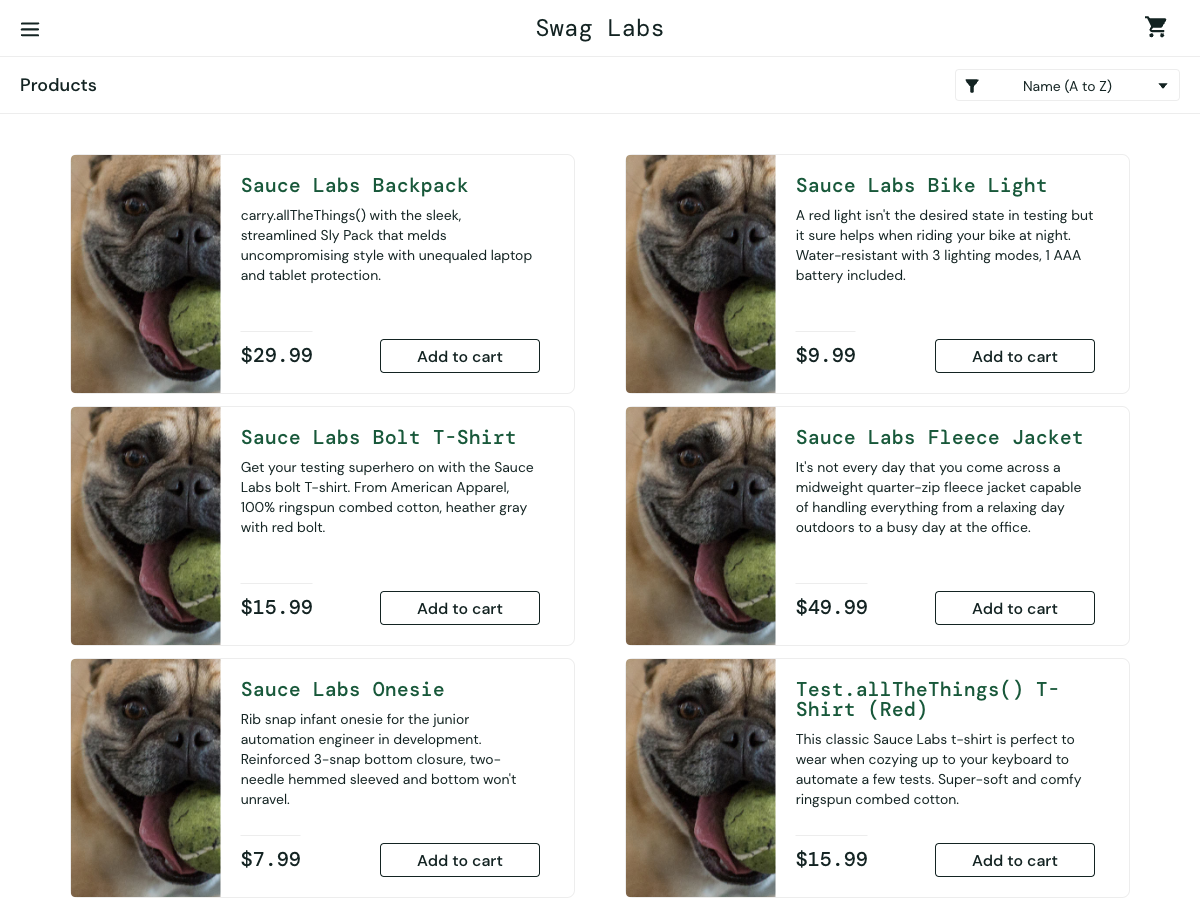 Swag Labs
Products
Name (A to Z)
Sauce Labs Backpack
carry.allTheThings() with the sleek,
streamlined Sly Pack that melds
uncompromising style with unequaled laptop
and tablet protection.
$29.99
Add to cart
Sauce Labs Bike Light
A red light isn't the desired state in testing but
it sure helps when riding your bike at night.
Water-resistant with 3 lighting modes, 1 AAA
battery included.
$9.99
Add to cart
Sauce Labs Bolt T-Shirt
Get your testing superhero on with the Sauce
Labs bolt T-shirt. From American Apparel,
100% ringspun combed cotton, heather gray
with red bolt.
$15.99
Add to cart
Sauce Labs Fleece Jacket
It's not every day that you come across a
midweight quarter-zip fleece jacket capable
of handling everything from a relaxing day
outdoors to a busy day at the office.
$49.99
Add to cart
Sauce Labs Onesie
Rib snap infant onesie for the junior
automation engineer in development.
Reinforced 3-snap bottom closure, two-
needle hemmed sleeved and bottom won't
unravel.
$7.99
Add to cart
Test.allTheThings() T-
Shirt (Red)
This classic Sauce Labs t-shirt is perfect to
wear when cozying up to your keyboard to
automate a few tests. Super-soft and comfy
ringspun combed cotton.
$15.99
Add to cart